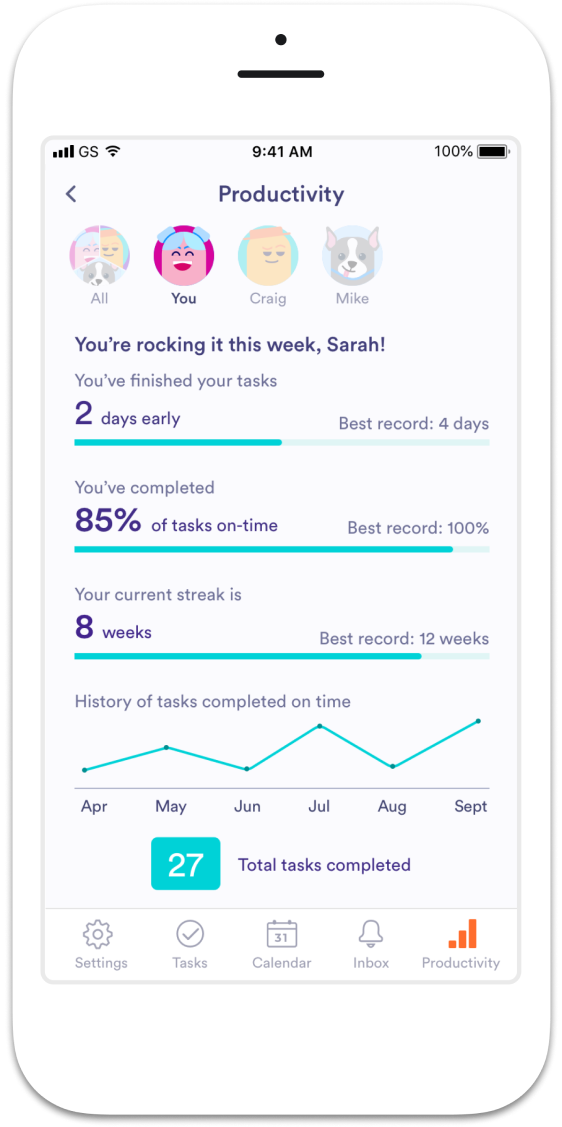 GS 9:41 AM 100%
Productivity
All You Craig Mike
You’re rocking it this week, Sarah!
You’ve finished your tasks
2 days early Best record: 4 days
You’ve completed
85% of tasks on-time Best record: 100%
Your current streak is
8 weeks Best record: 12 weeks
History of tasks completed on time
Apr May Jun Jul Aug Sept
27 Total tasks completed
31
Settings Tasks Calendar Inbox Productivity